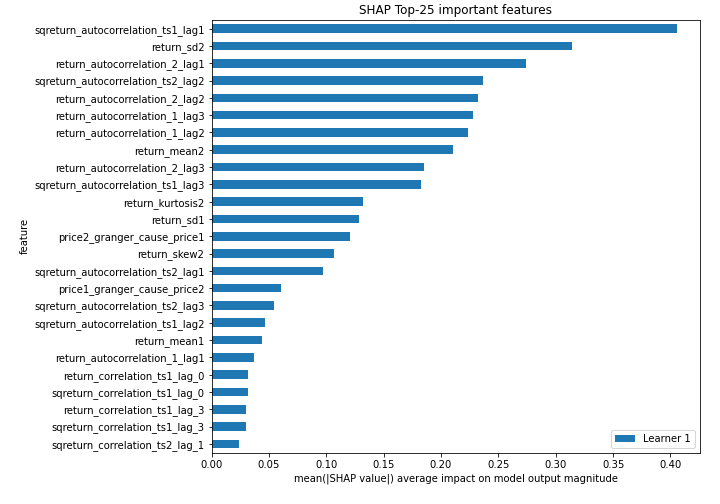 SHAP Top-25 important features
sqreturn_autocorrelation_ts1_lag1
return_sd2
return_autocorrelation_2_lag1
sqreturn_autocorrelation_ts2_lag2
return_autocorrelation_2_lag2
return_autocorrelation_1_lag3
return_autocorrelation_1_lag2
return_mean2
return_autocorrelation_2_lag3
sqreturn_autocorrelation_ts1_lag3
return_kurtosis2
return_sd1
price2_granger_cause_price1
return_skew2
sqreturn_autocorrelation_ts2_lag1
price1_granger_cause_price2
sqreturn_autocorrelation_ts2_lag3
sqreturn_autocorrelation_ts1_lag2
return_mean1
return_autocorrelation_1_lag1
return_correlation_ts1_lag_0
sqreturn_correlation_ts1_lag_0
return_correlation_ts1_lag_3
sqreturn_correlation_ts1_lag_3
sqreturn_correlation_ts2_lag_1
feature
Learner 1
0.00 0.05 0.10 0.15 0.20 0.25 0.30 0.35 0.40
mean(|SHAP value|) average impact on model output magnitude